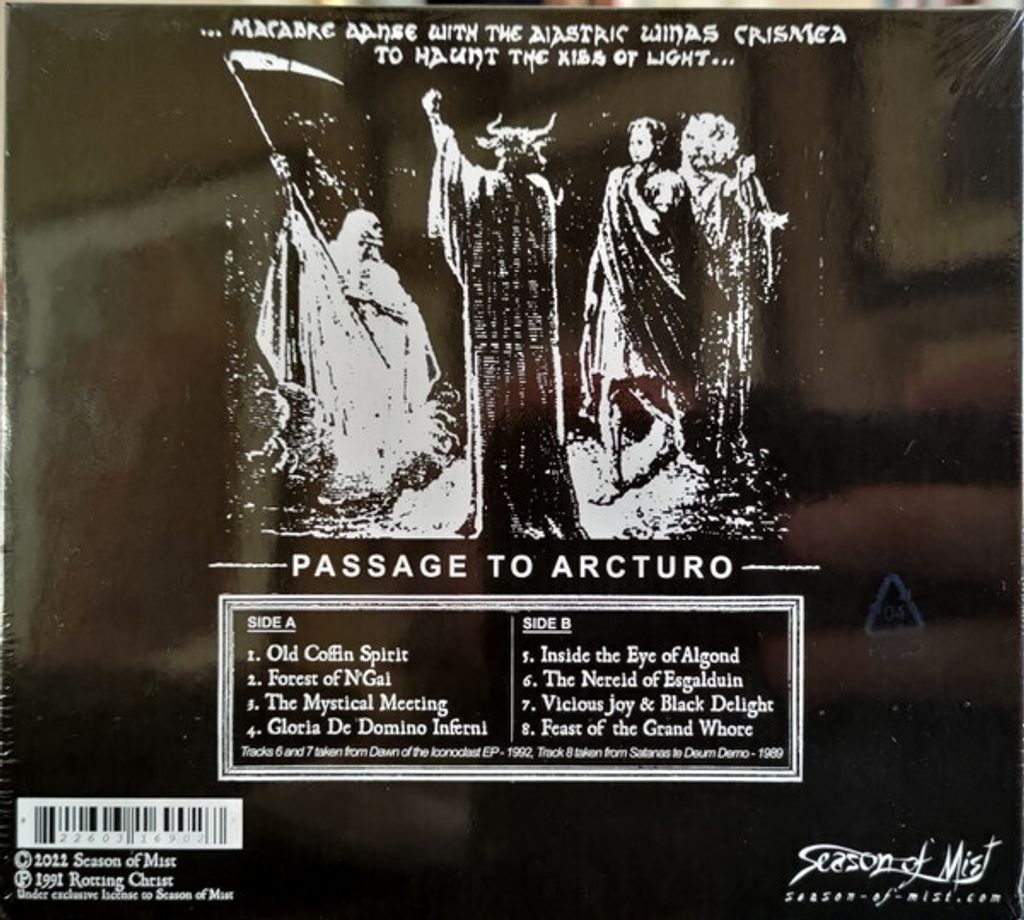 ... MACABRE DANSE WITH THE DIASTRIC WINDS CRISMEA
TO HAUNT THE KISS OF LIGHT...
PASSAGE TO ARCTURO
SIDE A
1. Old Coffin Spirit
2. Forest of N'Gai
3. The Mystical Meeting
4. Gloria De Domino Inferni
SIDE B
5. Inside the Eye of Algond
6. The Nereid of Esgalduin
7. Vicious Joy & Black Delight
8. Feast of the Grand Whore
Tracks 6 and 7 taken from Dawn of the Iconoclast EP - 1992, Track 8 taken from Satanas te Deum Demo - 1989
22603 16902
© 2022 Season of Mist
℗ 1991 Rotting Christ
under exclusive license to Season of Mist
Season of Mist
season-of-mist.com